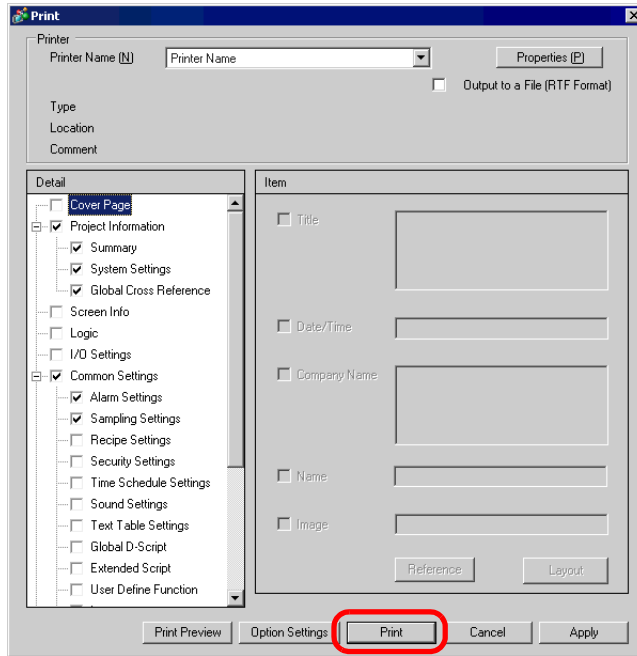 Print
Printer
Printer Name (N) Printer Name Properties (P)
Output to a File (RTF Format)
Type
Location
Comment
Detail
Cover Page
Project Information
Summary
System Settings
Global Cross Reference
Screen Info
Logic
I/O Settings
Common Settings
Alarm Settings
Sampling Settings
Recipe Settings
Security Settings
Time Schedule Settings
Sound Settings
Text Table Settings
Global D-Script
Extended Script
User Define Function
Item
Title
Date/Time
Company Name
Name
Image
Reference Layout
Print Preview Option Settings Print Cancel Apply